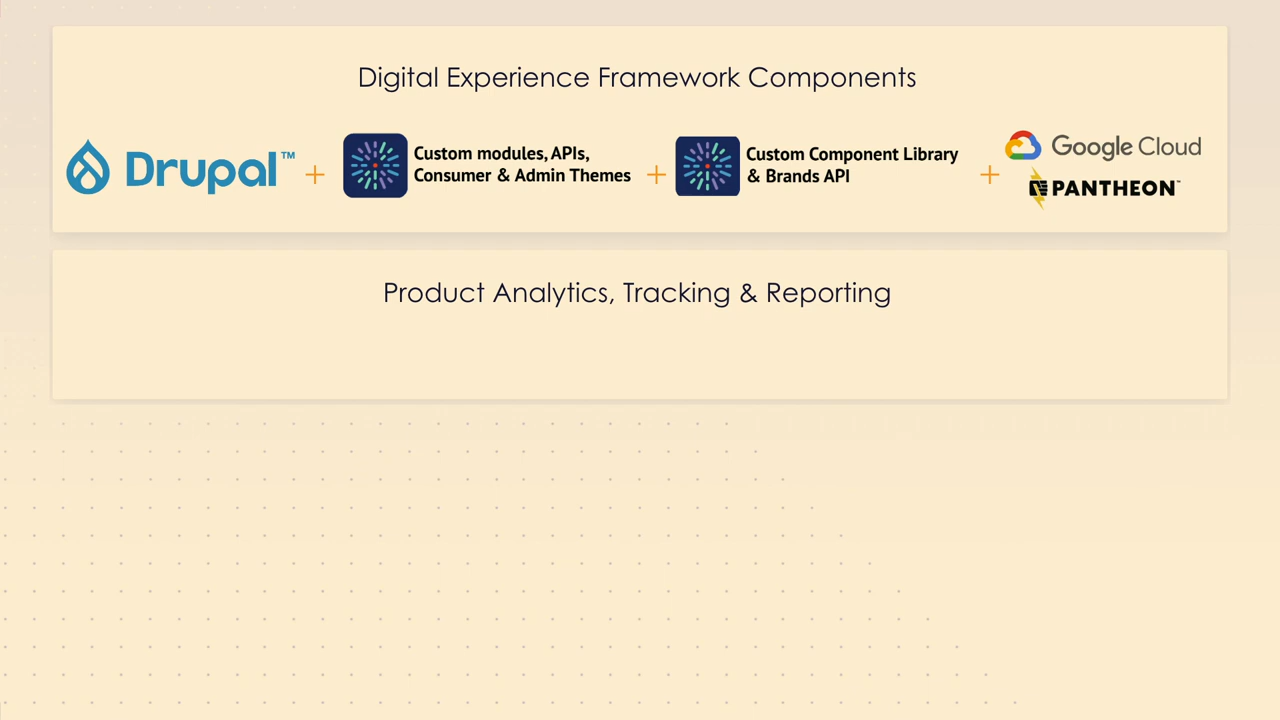 Digital Experience Framework Components
Drupal™
+
Custom modules, APIs,
Consumer & Admin Themes
+
Custom Component Library
& Brands API
+
Google Cloud
PANTHEON™
Product Analytics, Tracking & Reporting